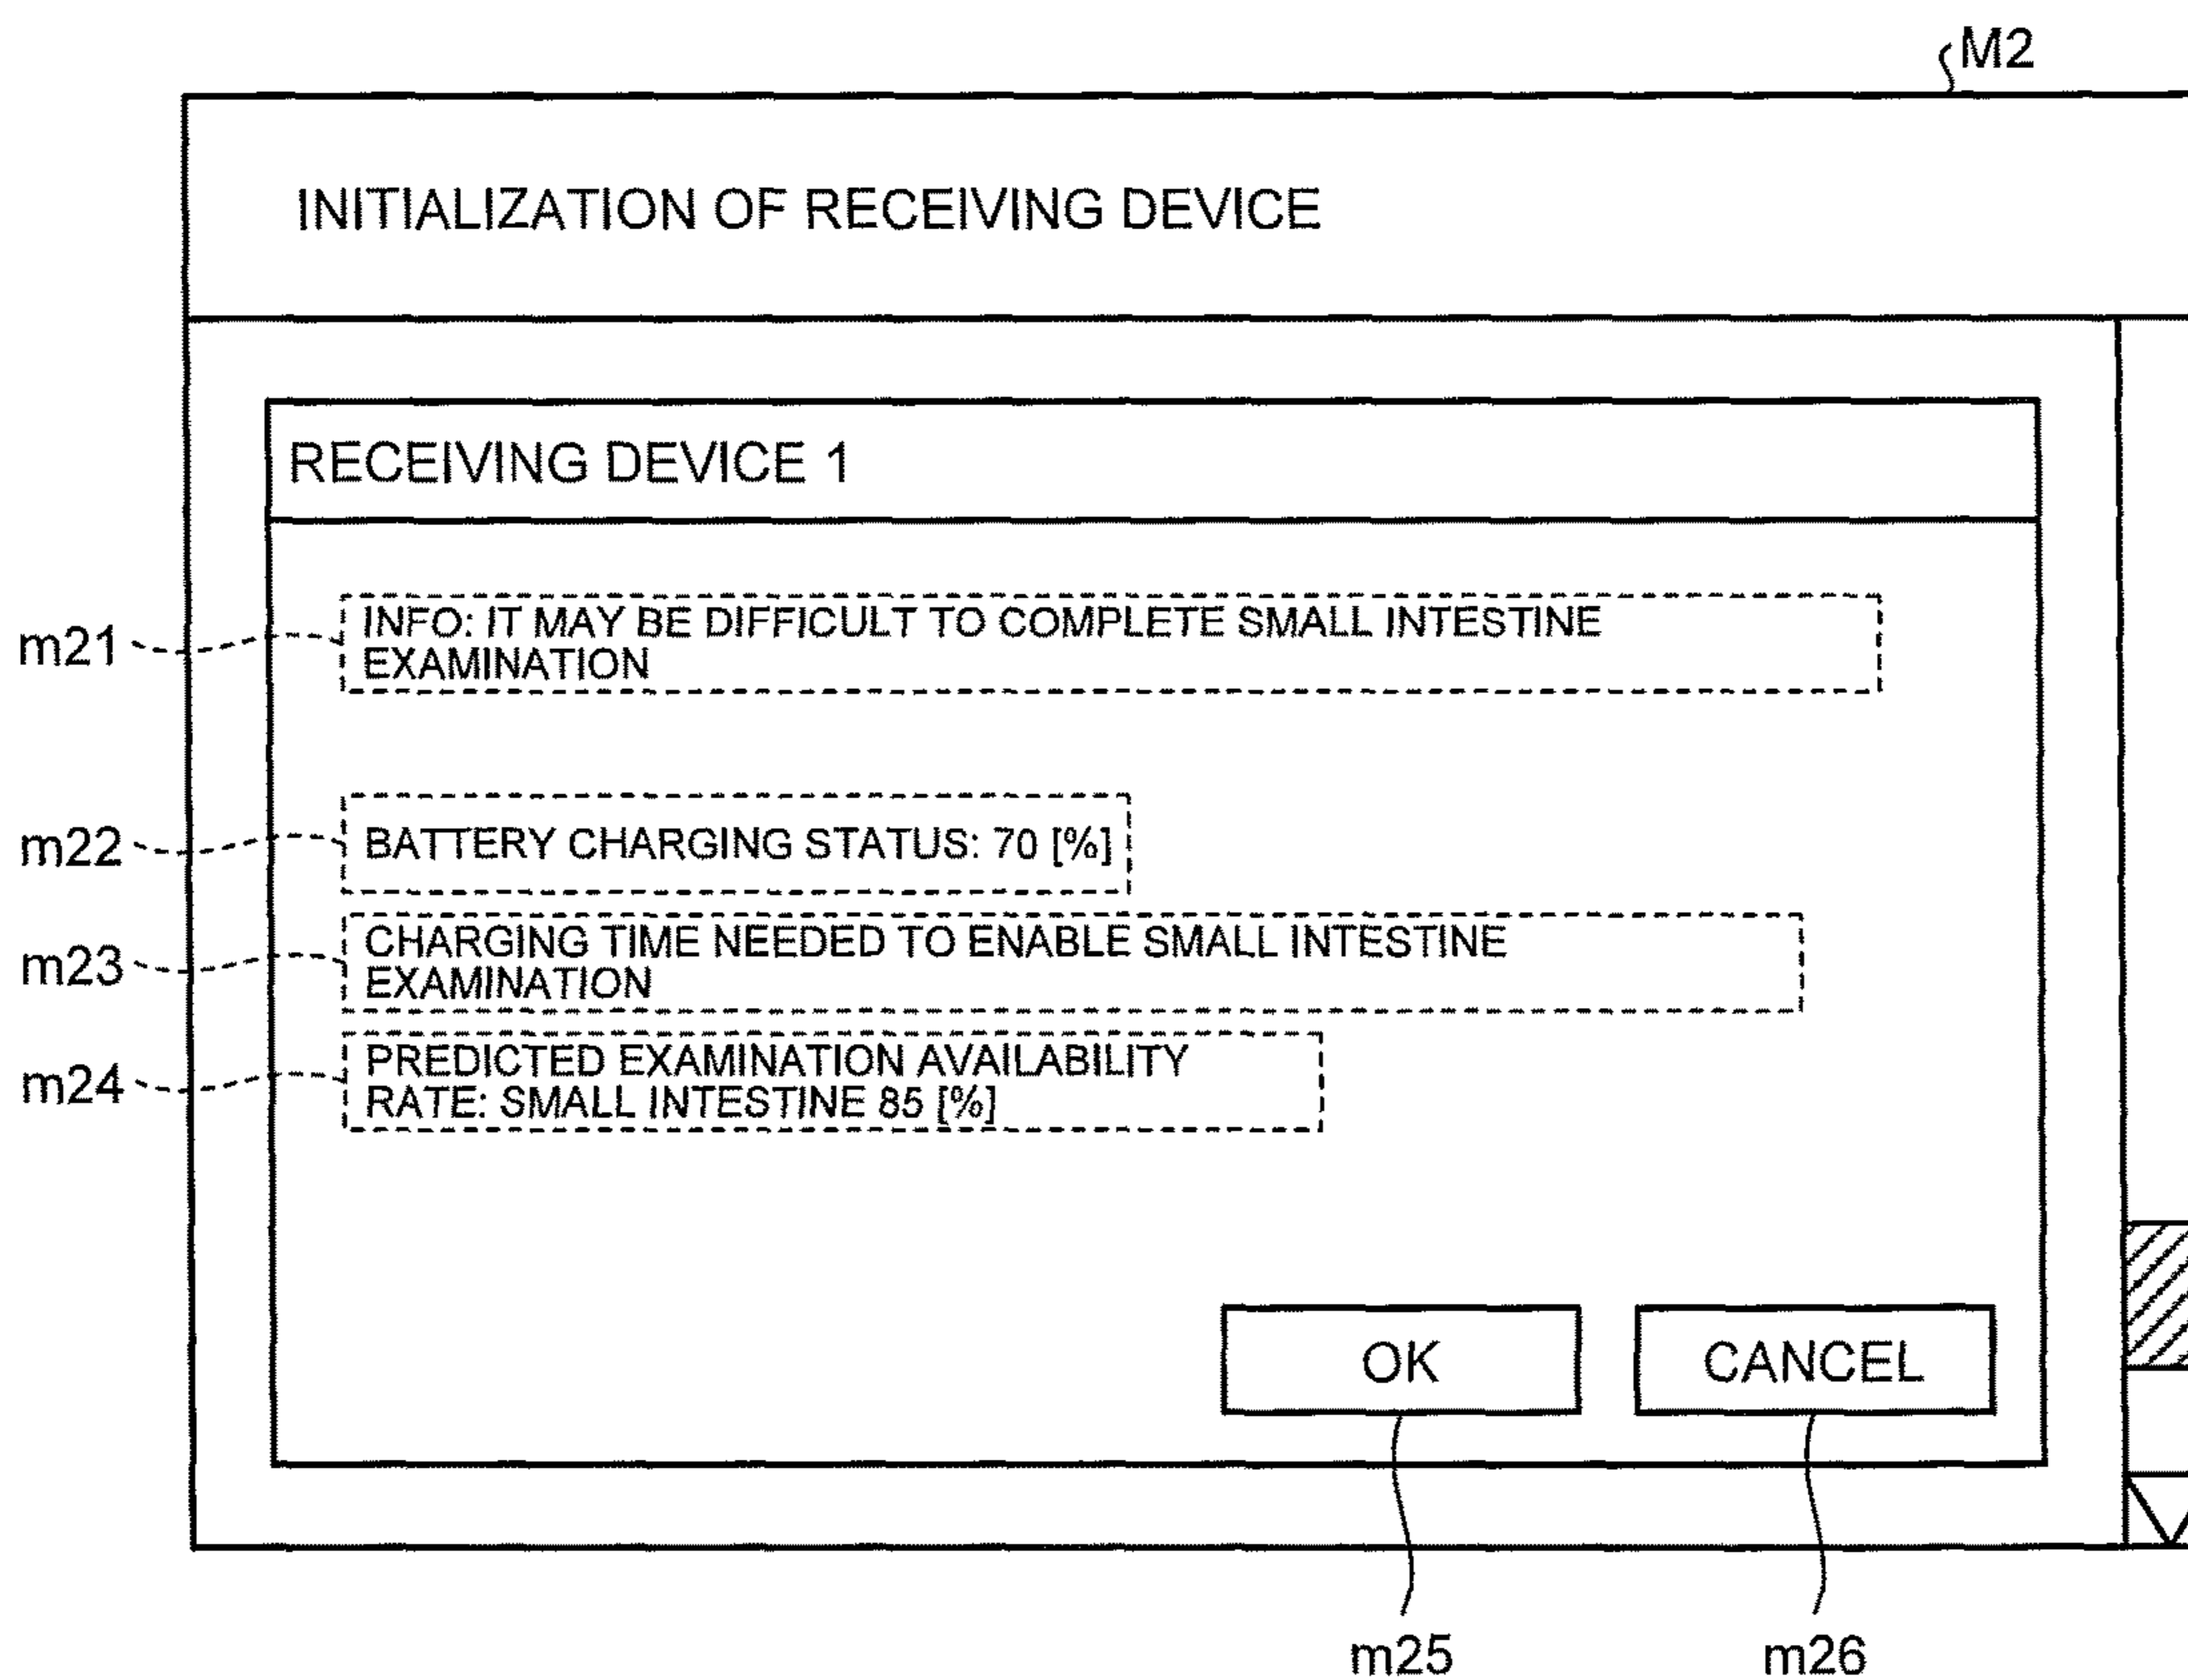 M2
INITIALIZATION OF RECEIVING DEVICE
RECEIVING DEVICE 1
m21
INFO: IT MAY BE DIFFICULT TO COMPLETE SMALL INTESTINE
EXAMINATION
m22
BATTERY CHARGING STATUS: 70 [%]
m23
CHARGING TIME NEEDED TO ENABLE SMALL INTESTINE
EXAMINATION
m24
PREDICTED EXAMINATION AVAILABILITY
RATE: SMALL INTESTINE 85 [%]
OK
CANCEL
m25
m26